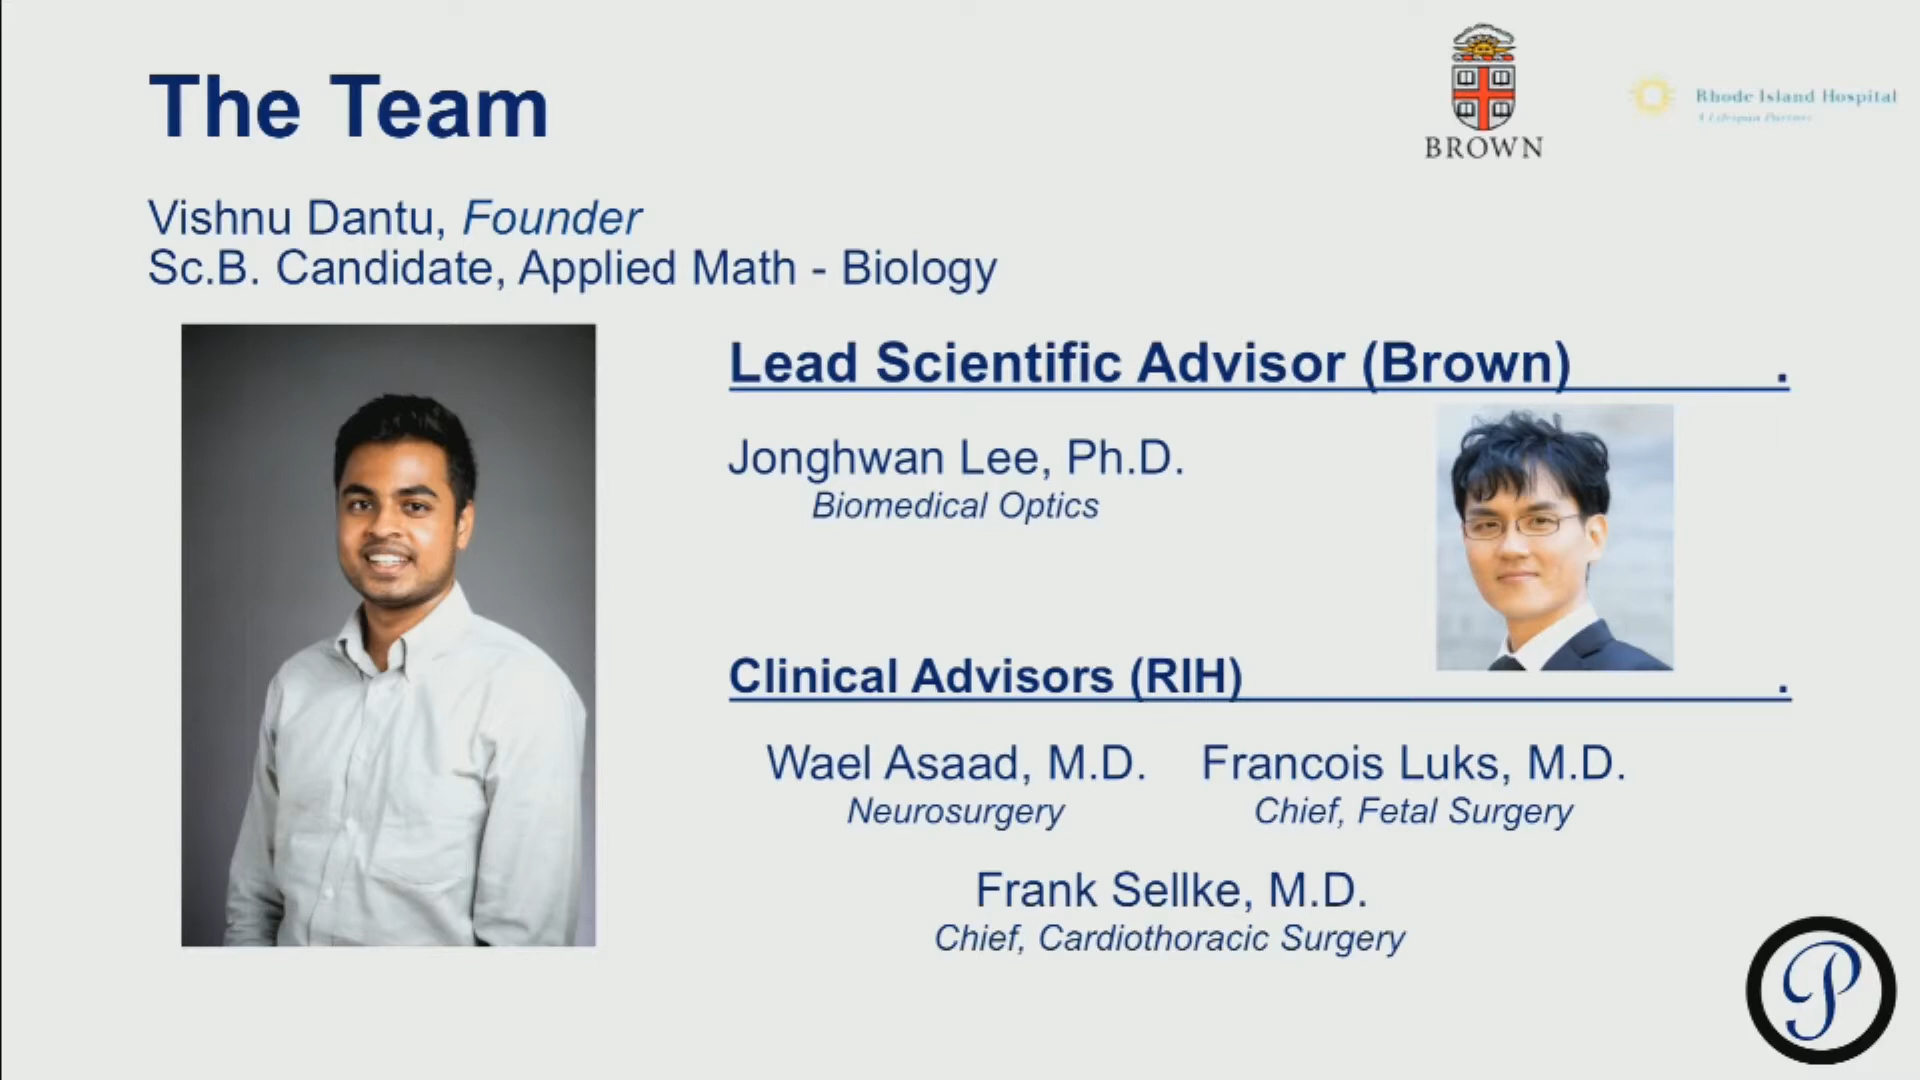 The Team
BROWN
Rhode Island Hospital
A Lifespan Partner
Vishnu Dantu, Founder
Sc.B. Candidate, Applied Math - Biology
Lead Scientific Advisor (Brown) .
Jonghwan Lee, Ph.D.
Biomedical Optics
Clinical Advisors (RIH) .
Wael Asaad, M.D. Francois Luks, M.D.
Neurosurgery Chief, Fetal Surgery
Frank Sellke, M.D.
Chief, Cardiothoracic Surgery
P